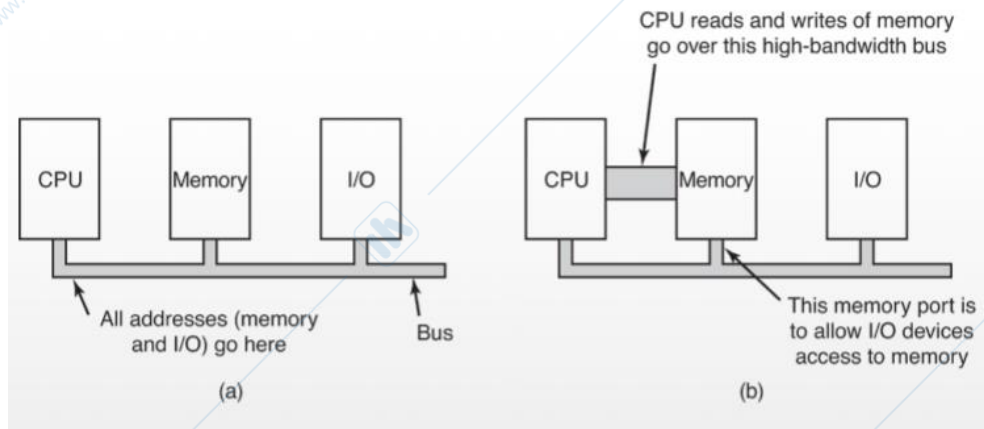 CPU reads and writes of memory
go over this high-bandwidth bus
CPU
Memory
I/O
All addresses (memory
and I/O) go here
Bus
(a)
CPU
Memory
I/O
This memory port is
to allow I/O devices
access to memory
(b)